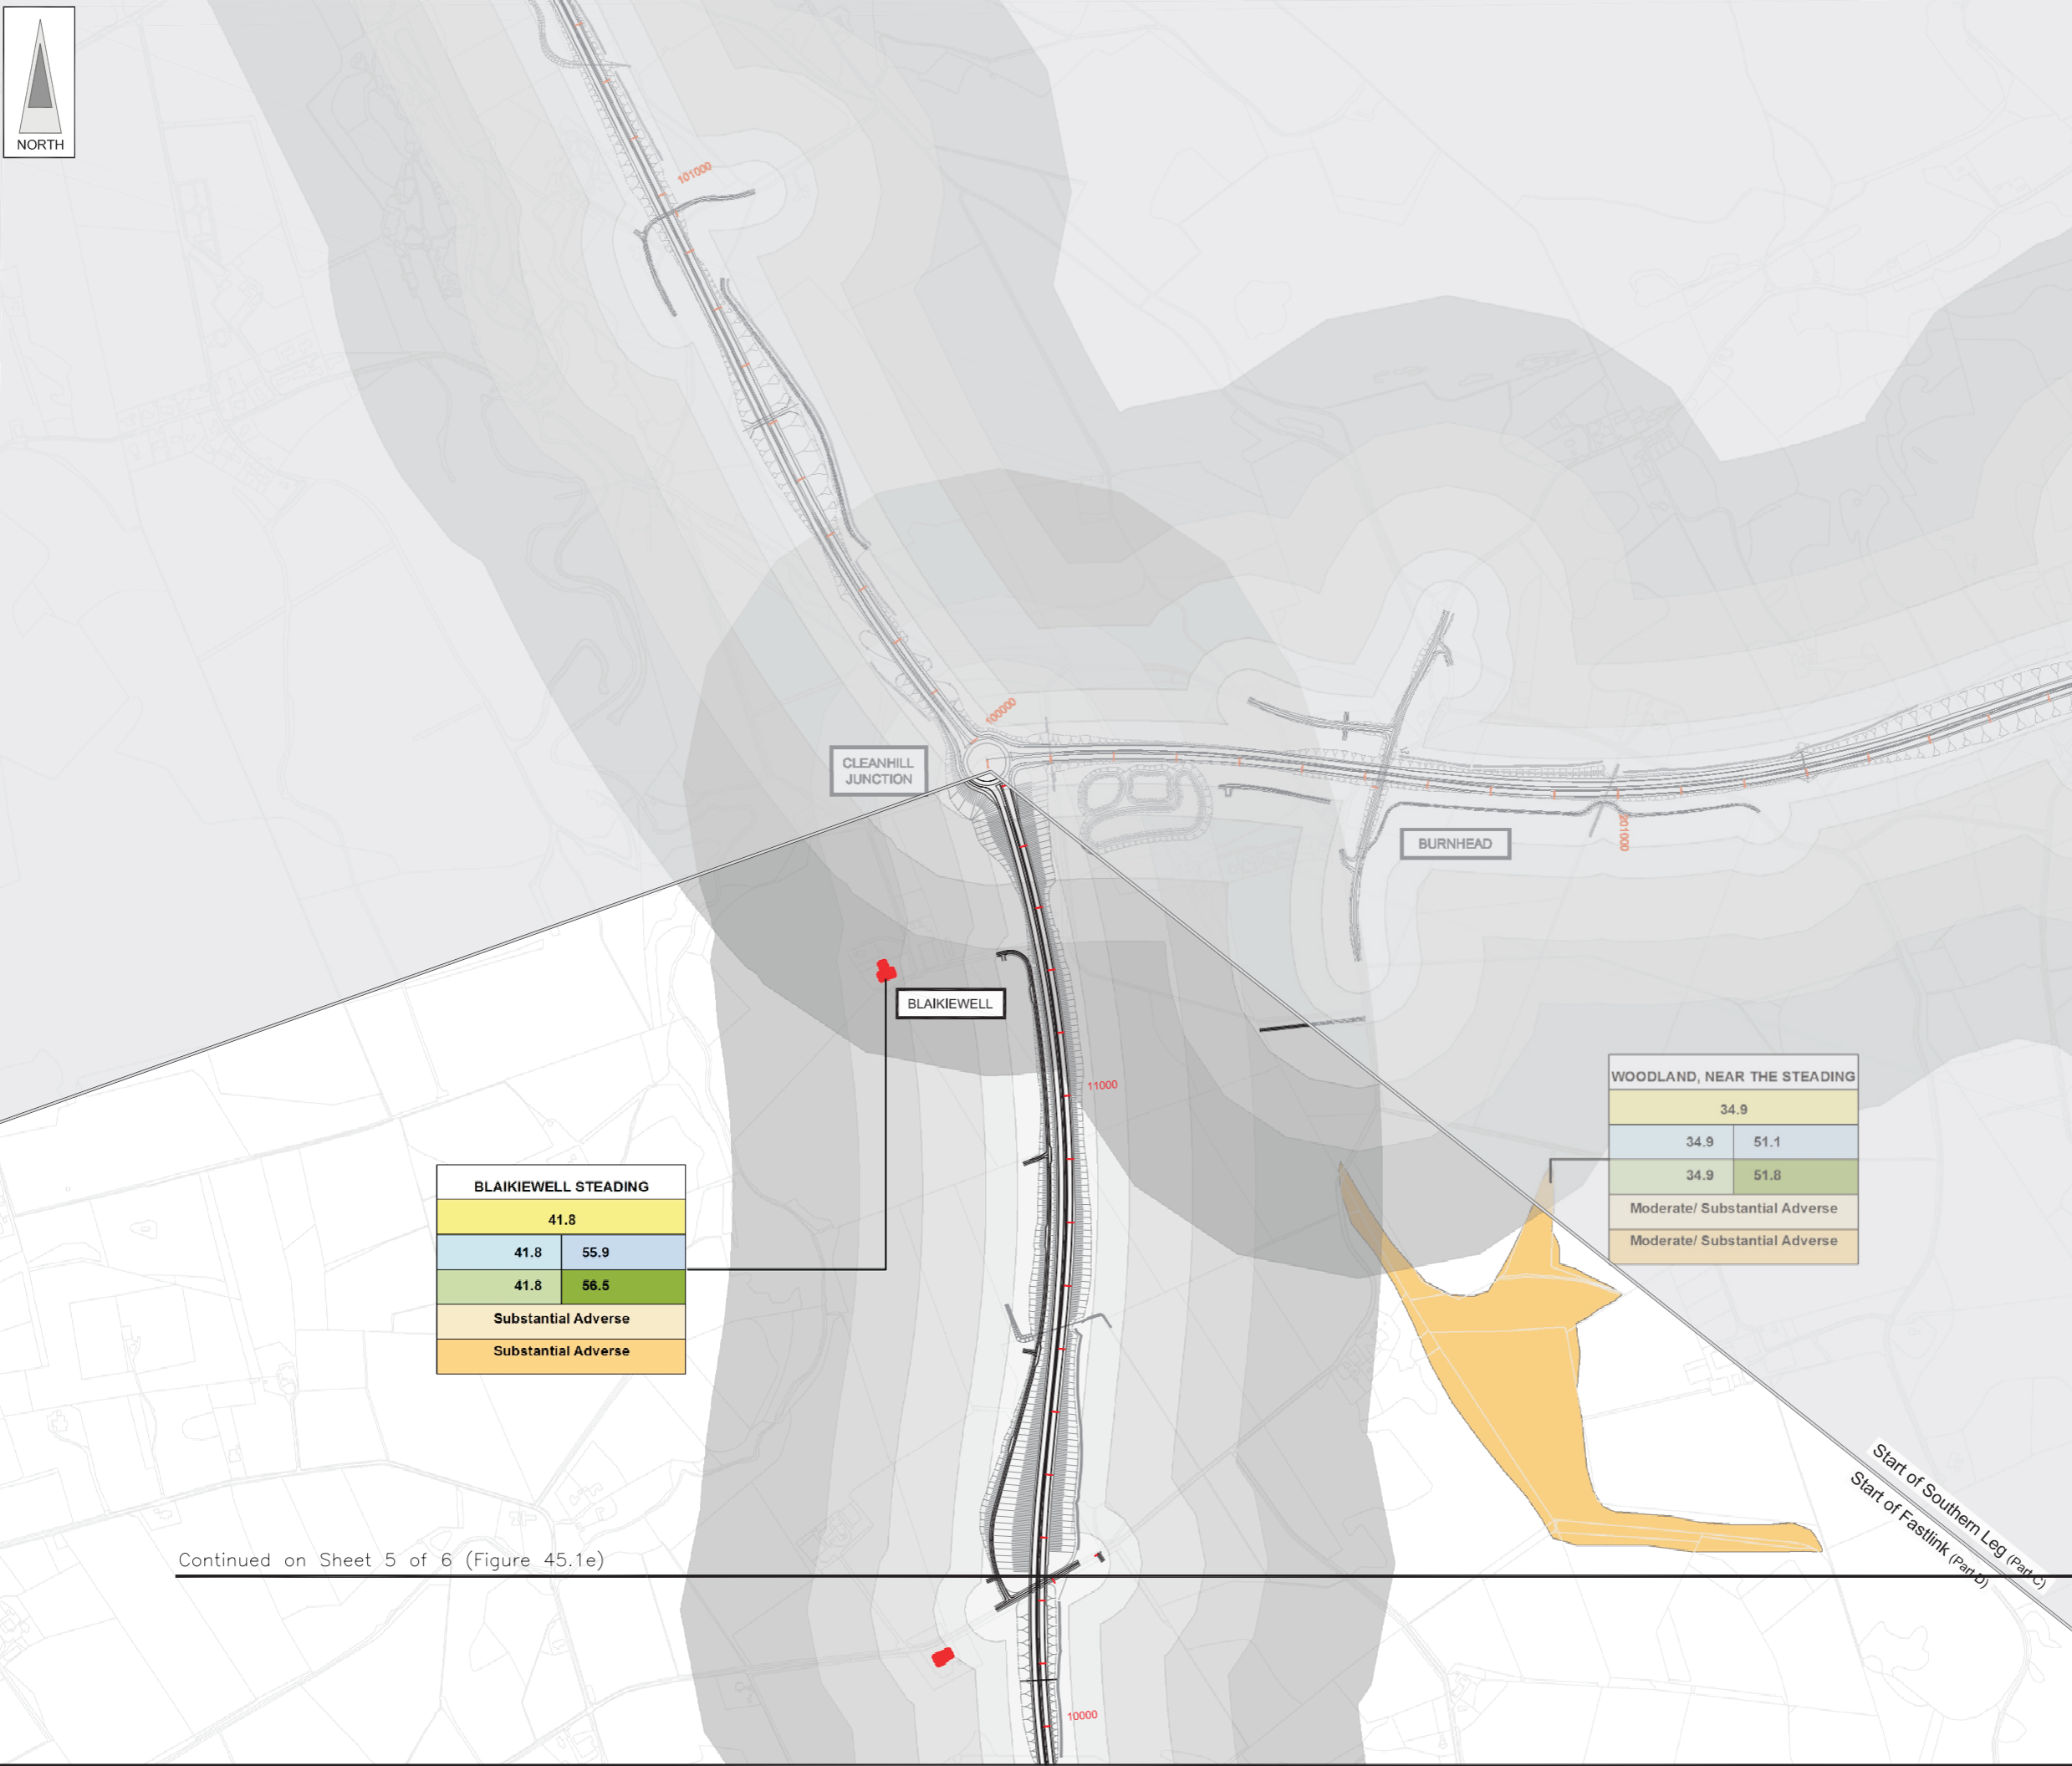 NORTH
101000
100000
CLEANHILL
JUNCTION
BURNHEAD
201000
BLAIKIEWELL
11000
WOODLAND, NEAR THE STEADING
34.9
34.9 51.1
34.9 51.8
Moderate/ Substantial Adverse
Moderate/ Substantial Adverse
BLAIKIEWELL STEADING
41.8
41.8 55.9
41.8 56.5
Substantial Adverse
Substantial Adverse
Start of Southern Leg (Part C)
Start of Fastlink (Part D)
Continued on Sheet 5 of 6 (Figure 45.1e)
10000